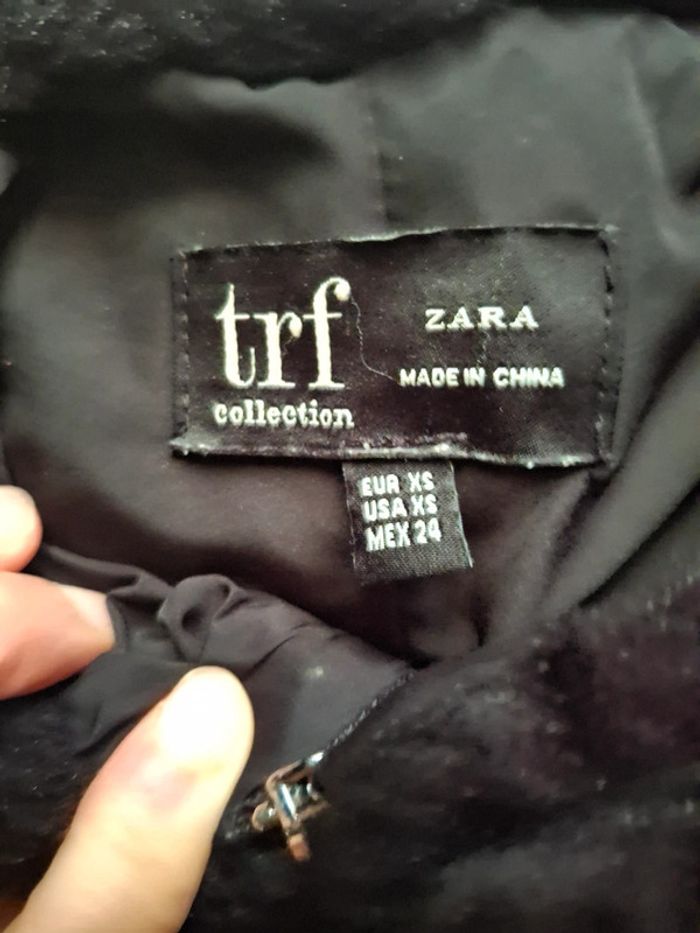 trf
collection
ZARA
MADE IN CHINA
EUR XS
USA XS
MEX 24